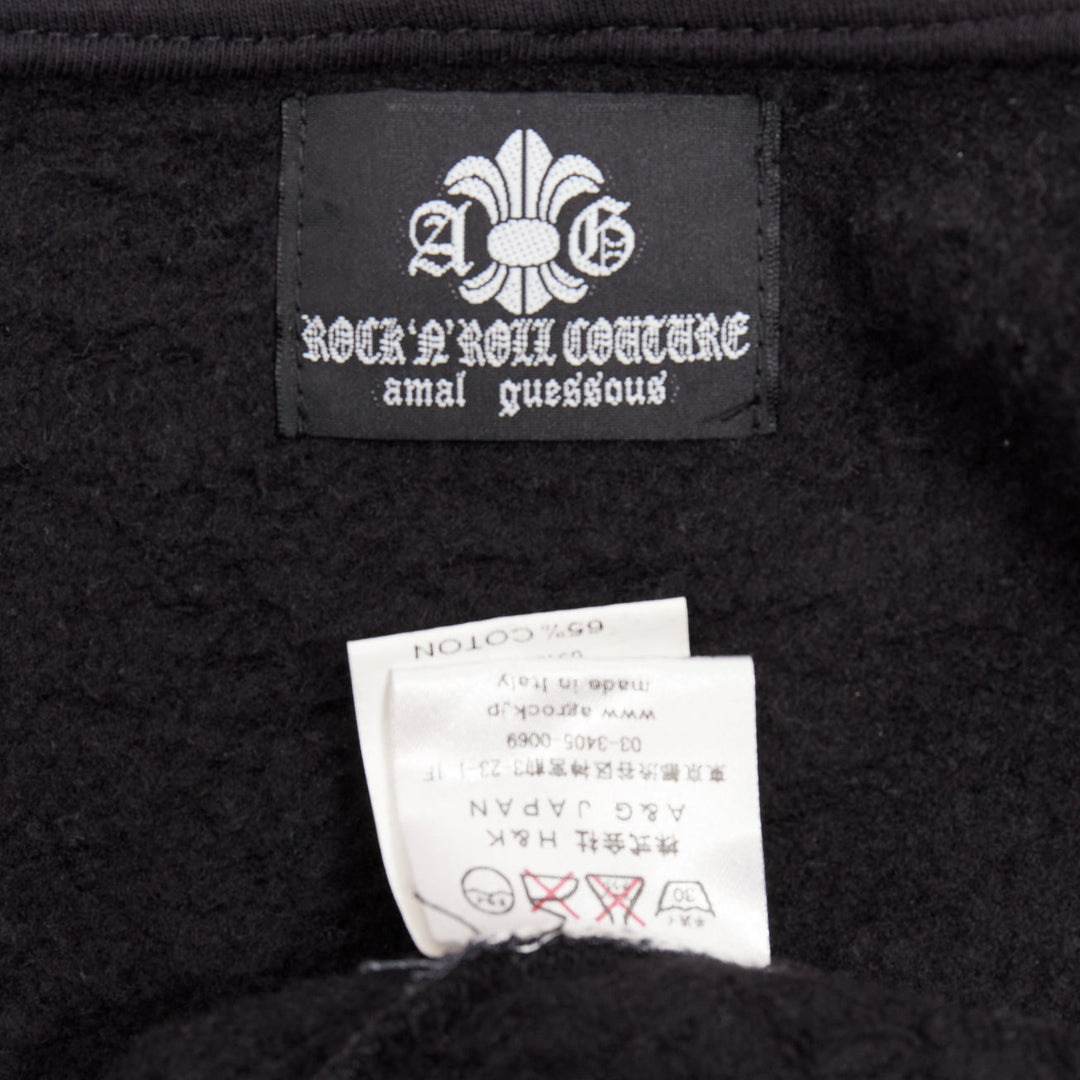 A G
ROCK 'N' ROLL COUTURE
amal guessous
65% COTON
made in Italy
www.agrock.jp
03-3405-0069
東京都渋谷区神宮前3-23-1 1F
A & G JAPAN
株式会社 H&K
30